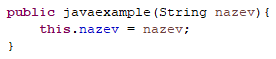 public javaexample(String nazev){
    this.nazev = nazev;
}